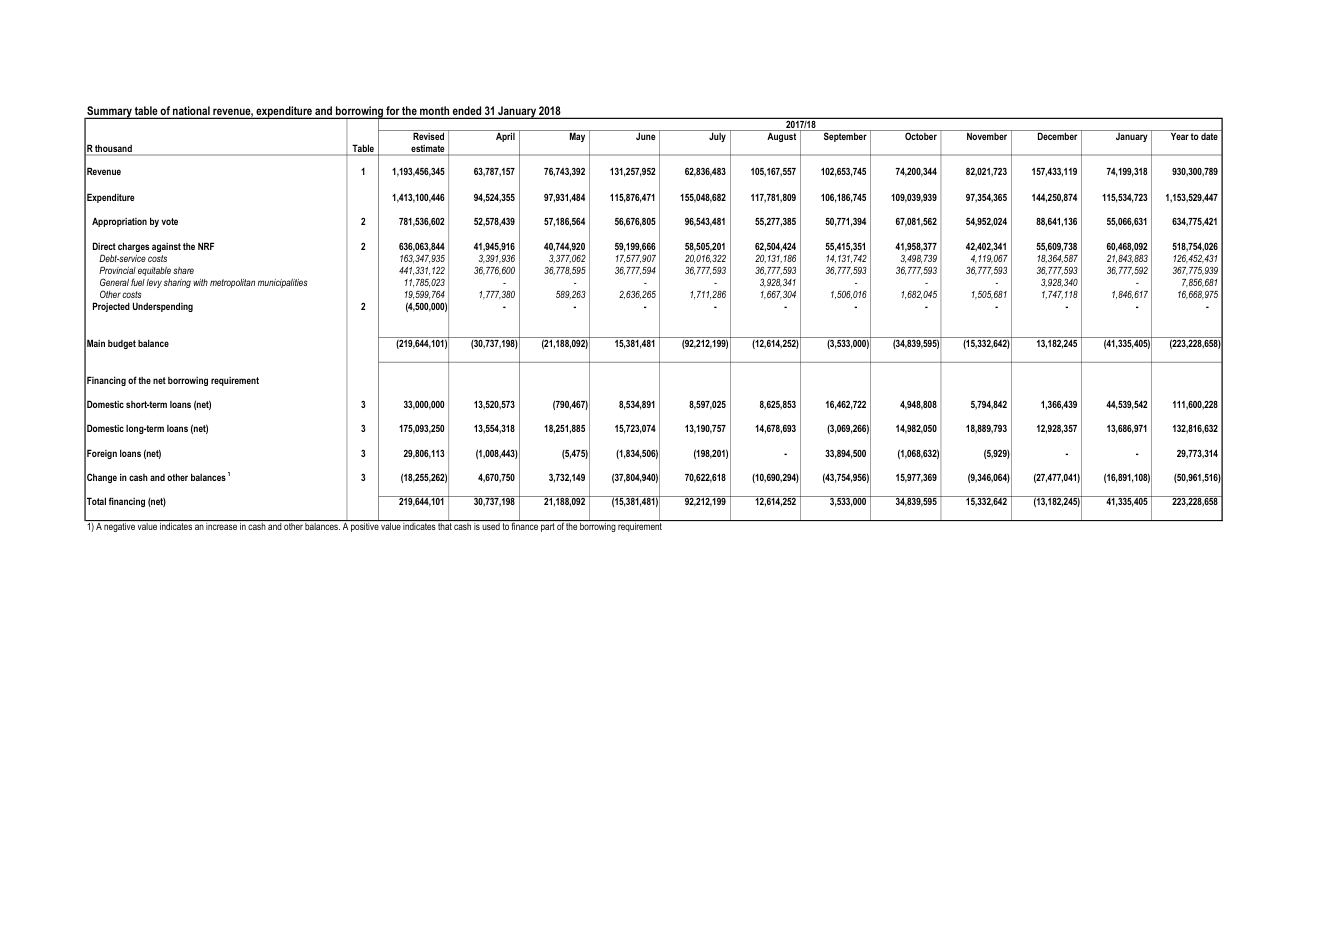 Summary table of national revenue, expenditure and borrowing for the month ended 31 January 2018
2017/18
R thousand Table Revised estimate April May June July August September October November December January Year to date
Revenue 1 1,193,456,345 63,787,157 76,743,392 131,257,952 62,836,483 105,167,557 102,653,745 74,200,344 82,021,723 157,433,119 74,199,318 930,300,789
Expenditure 1,413,100,446 94,524,355 97,931,484 115,876,471 155,048,682 117,781,809 106,186,745 109,039,939 97,354,365 144,250,874 115,534,723 1,153,529,447
Appropriation by vote 2 781,536,602 52,578,439 57,186,564 56,676,805 96,543,481 55,277,385 50,771,394 67,081,562 54,952,024 88,641,136 55,066,631 634,775,421
Direct charges against the NRF 2 636,063,844 41,945,916 40,744,920 59,199,666 58,505,201 62,504,424 55,415,351 41,958,377 42,402,341 55,609,738 60,468,092 518,754,026
Debt-service costs 163,347,935 3,391,936 3,377,062 17,577,907 20,016,322 20,131,186 14,131,742 3,498,739 4,119,067 18,364,587 21,843,883 126,452,431
Provincial equitable share 441,331,122 36,776,600 36,778,595 36,777,594 36,777,593 36,777,593 36,777,593 36,777,593 36,777,593 36,777,593 36,777,592 367,775,939
General fuel levy sharing with metropolitan municipalities 11,785,023 - - - - 3,928,341 - - - 3,928,340 - 7,856,681
Other costs 19,599,764 1,777,380 589,263 2,636,265 1,711,286 1,667,304 1,506,016 1,682,045 1,505,681 1,747,118 1,846,617 16,668,975
Projected Underspending 2 (4,500,000) - - - - - - - - - - -
Main budget balance (219,644,101) (30,737,198) (21,188,092) 15,381,481 (92,212,199) (12,614,252) (3,533,000) (34,839,595) (15,332,642) 13,182,245 (41,335,405) (223,228,658)
Financing of the net borrowing requirement
Domestic short-term loans (net) 3 33,000,000 13,520,573 (790,467) 8,534,891 8,597,025 8,625,853 16,462,722 4,948,808 5,794,842 1,366,439 44,539,542 111,600,228
Domestic long-term loans (net) 3 175,093,250 13,554,318 18,251,885 15,723,074 13,190,757 14,678,693 (3,069,266) 14,982,050 18,889,793 12,928,357 13,686,971 132,816,632
Foreign loans (net) 3 29,806,113 (1,008,443) (5,475) (1,834,506) (198,201) - 33,894,500 (1,068,632) (5,929) - - 29,773,314
Change in cash and other balances 1 3 (18,255,262) 4,670,750 3,732,149 (37,804,940) 70,622,618 (10,690,294) (43,754,956) 15,977,369 (9,346,064) (27,477,041) (16,891,108) (50,961,516)
Total financing (net) 219,644,101 30,737,198 21,188,092 (15,381,481) 92,212,199 12,614,252 3,533,000 34,839,595 15,332,642 (13,182,245) 41,335,405 223,228,658
1) A negative value indicates an increase in cash and other balances. A positive value indicates that cash is used to finance part of the borrowing requirement